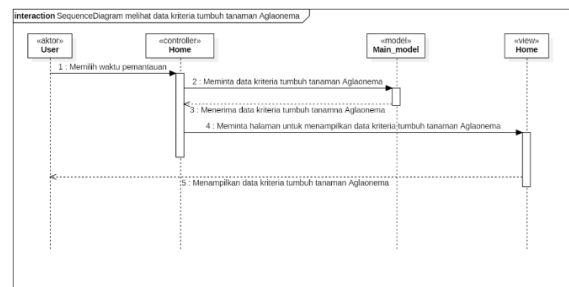 interaction SequenceDiagram melihat data kriteria tumbuh tanaman Aglaonema
«aktor»
User
«controller»
Home
«model»
Main_model
«view»
Home
1 : Memilih waktu pemantauan
2 : Meminta data kriteria tumbuh tanaman Aglaonema
3 : Menerima data kriteria tumbuh tanamna Aglaonema
4 : Meminta halaman untuk menampilkan data kriteria tumbuh tanaman Aglaonema
5 : Menampilkan data kriteria tumbuh tanaman Aglaonema